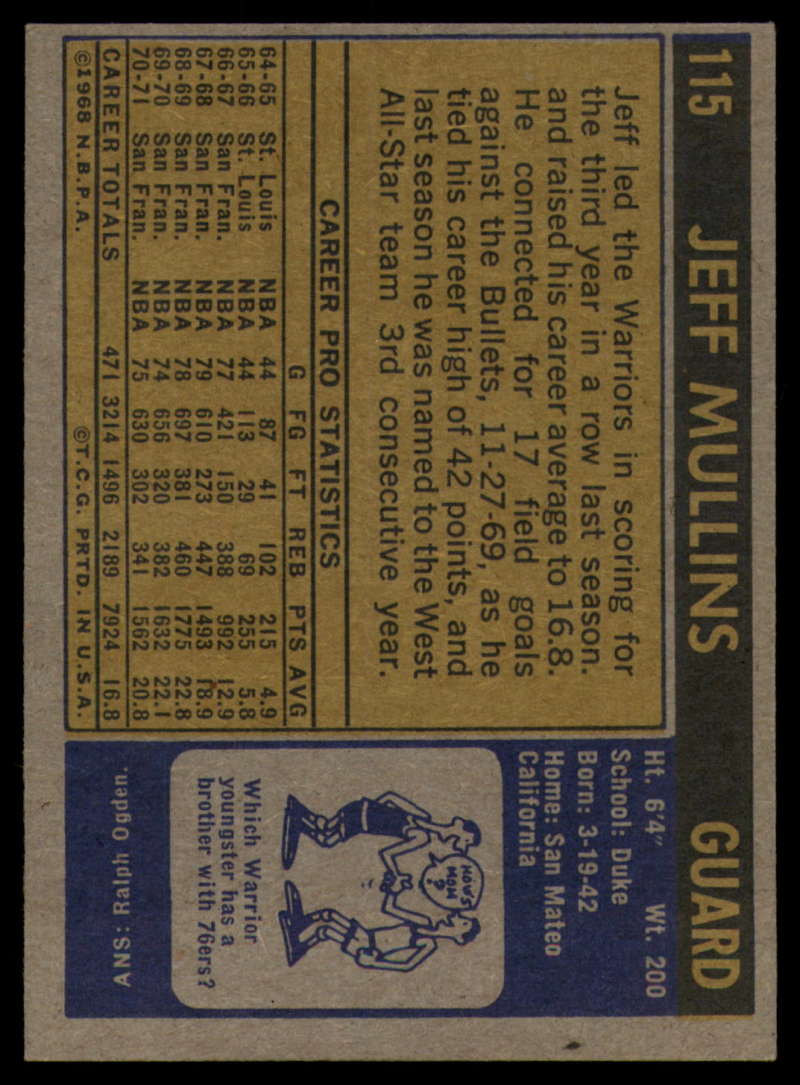 115 JEFF MULLINS GUARD
Jeff led the Warriors in scoring for
the third year in a row last season.
and raised his career average to 16.8.
He connected for 17 field goals
against the Bullets, 11-27-69, as he
tied his career high of 42 points, and
last season he was named to the West
All-Star team 3rd consecutive year.
CAREER PRO STATISTICS
G FG FT REB PTS AVG
64-65 St. Louis NBA 44 87 41 102 215 4.9
65-66 St. Louis NBA 44 113 29 69 255 5.8
66-67 San Fran. NBA 77 421 150 388 992 12.9
67-68 San Fran. NBA 79 610 273 447 1493 18.9
68-69 San Fran. NBA 78 697 381 460 1775 22.8
69-70 San Fran. NBA 74 656 320 382 1632 22.1
70-71 San Fran. NBA 75 630 302 341 1562 20.8
CAREER TOTALS 471 3214 1496 2189 7924 16.8
©1968 N.B.P.A. ©T.C.G. PRTD. IN U.S.A.
Ht. 6'4" Wt. 200
School: Duke
Born: 3-19-42
Home: San Mateo
California
HOW'S
MOM
?
Which Warrior
youngster has a
brother with 76ers?
ANS: Ralph Ogden.